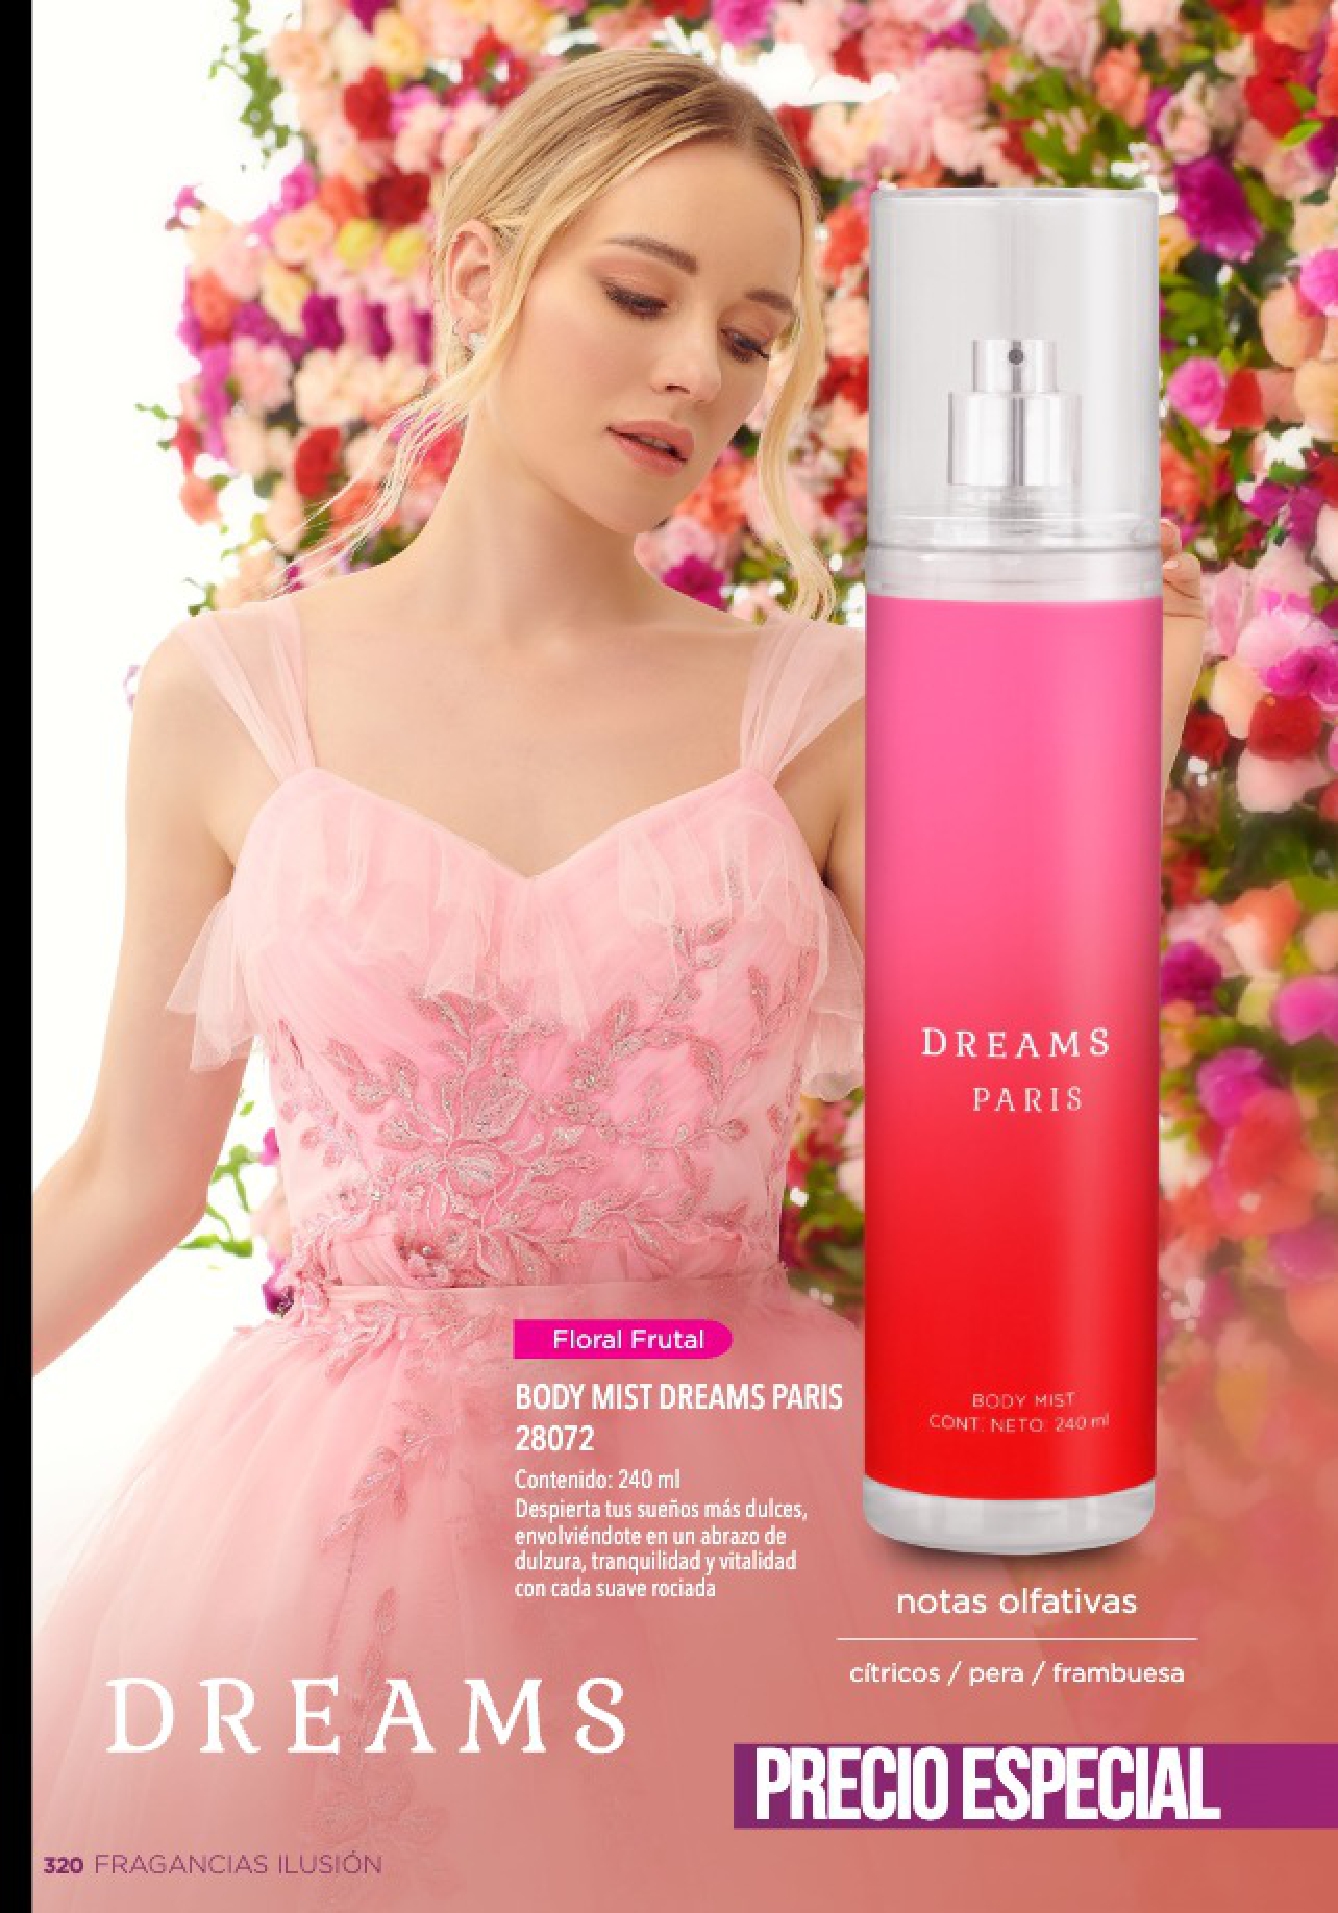 DREAMS
PARIS
BODY MIST
CONT. NETO: 240 ml
Floral Frutal
BODY MIST DREAMS PARIS
28072
Contenido: 240 ml
Despierta tus sueños más dulces,
envolviéndote en un abrazo de
dulzura, tranquilidad y vitalidad
con cada suave rociada
notas olfativas
cítricos / pera / frambuesa
DREAMS
PRECIO ESPECIAL
320 FRAGANCIAS ILUSIÓN